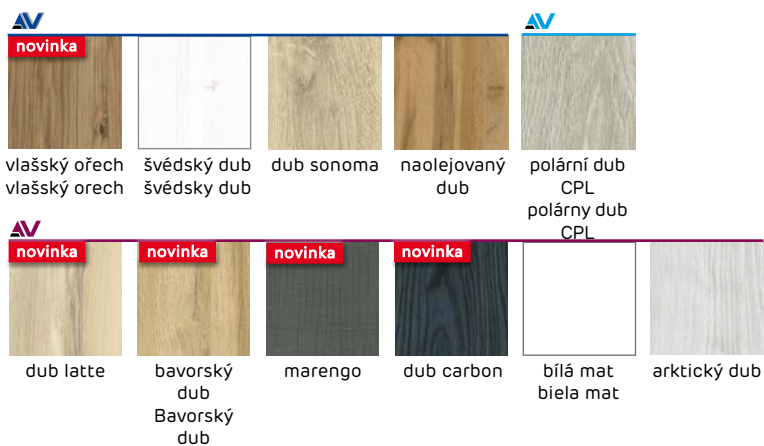 AV
AV
novinka
vlašský ořech
vlašský orech
švédský dub
švédsky dub
dub sonoma
naolejovaný
dub
polární dub
CPL
polárny dub
CPL
AV
novinka
novinka
novinka
novinka
dub latte
bavorský
dub
Bavorský
dub
marengo
dub carbon
bílá mat
biela mat
arktický dub